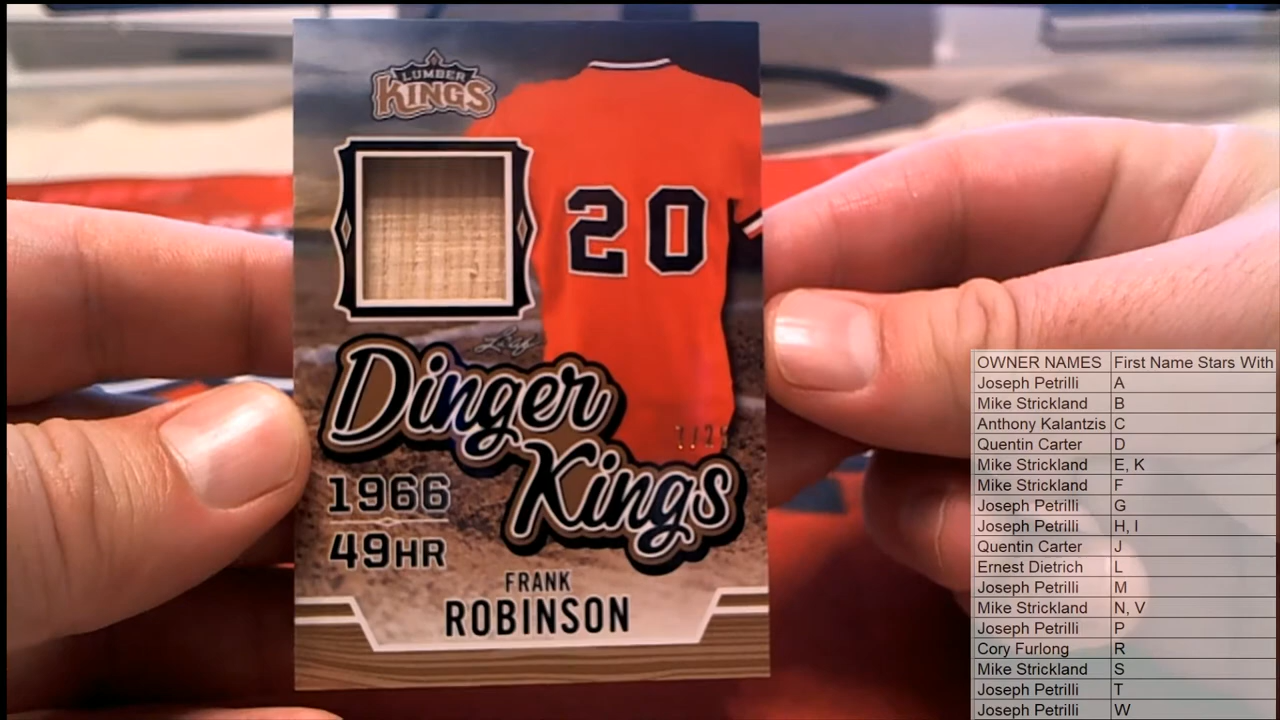 LUMBER
KINGS
20
Leaf
Dinger
Kings
1966
49HR
FRANK
ROBINSON
OWNER NAMES First Name Stars With
Joseph Petrilli A
Mike Strickland B
Anthony Kalantzis C
Quentin Carter D
Mike Strickland E, K
Mike Strickland F
Joseph Petrilli G
Joseph Petrilli H, I
Quentin Carter J
Ernest Dietrich L
Joseph Petrilli M
Mike Strickland N, V
Joseph Petrilli P
Cory Furlong R
Mike Strickland S
Joseph Petrilli T
Joseph Petrilli W